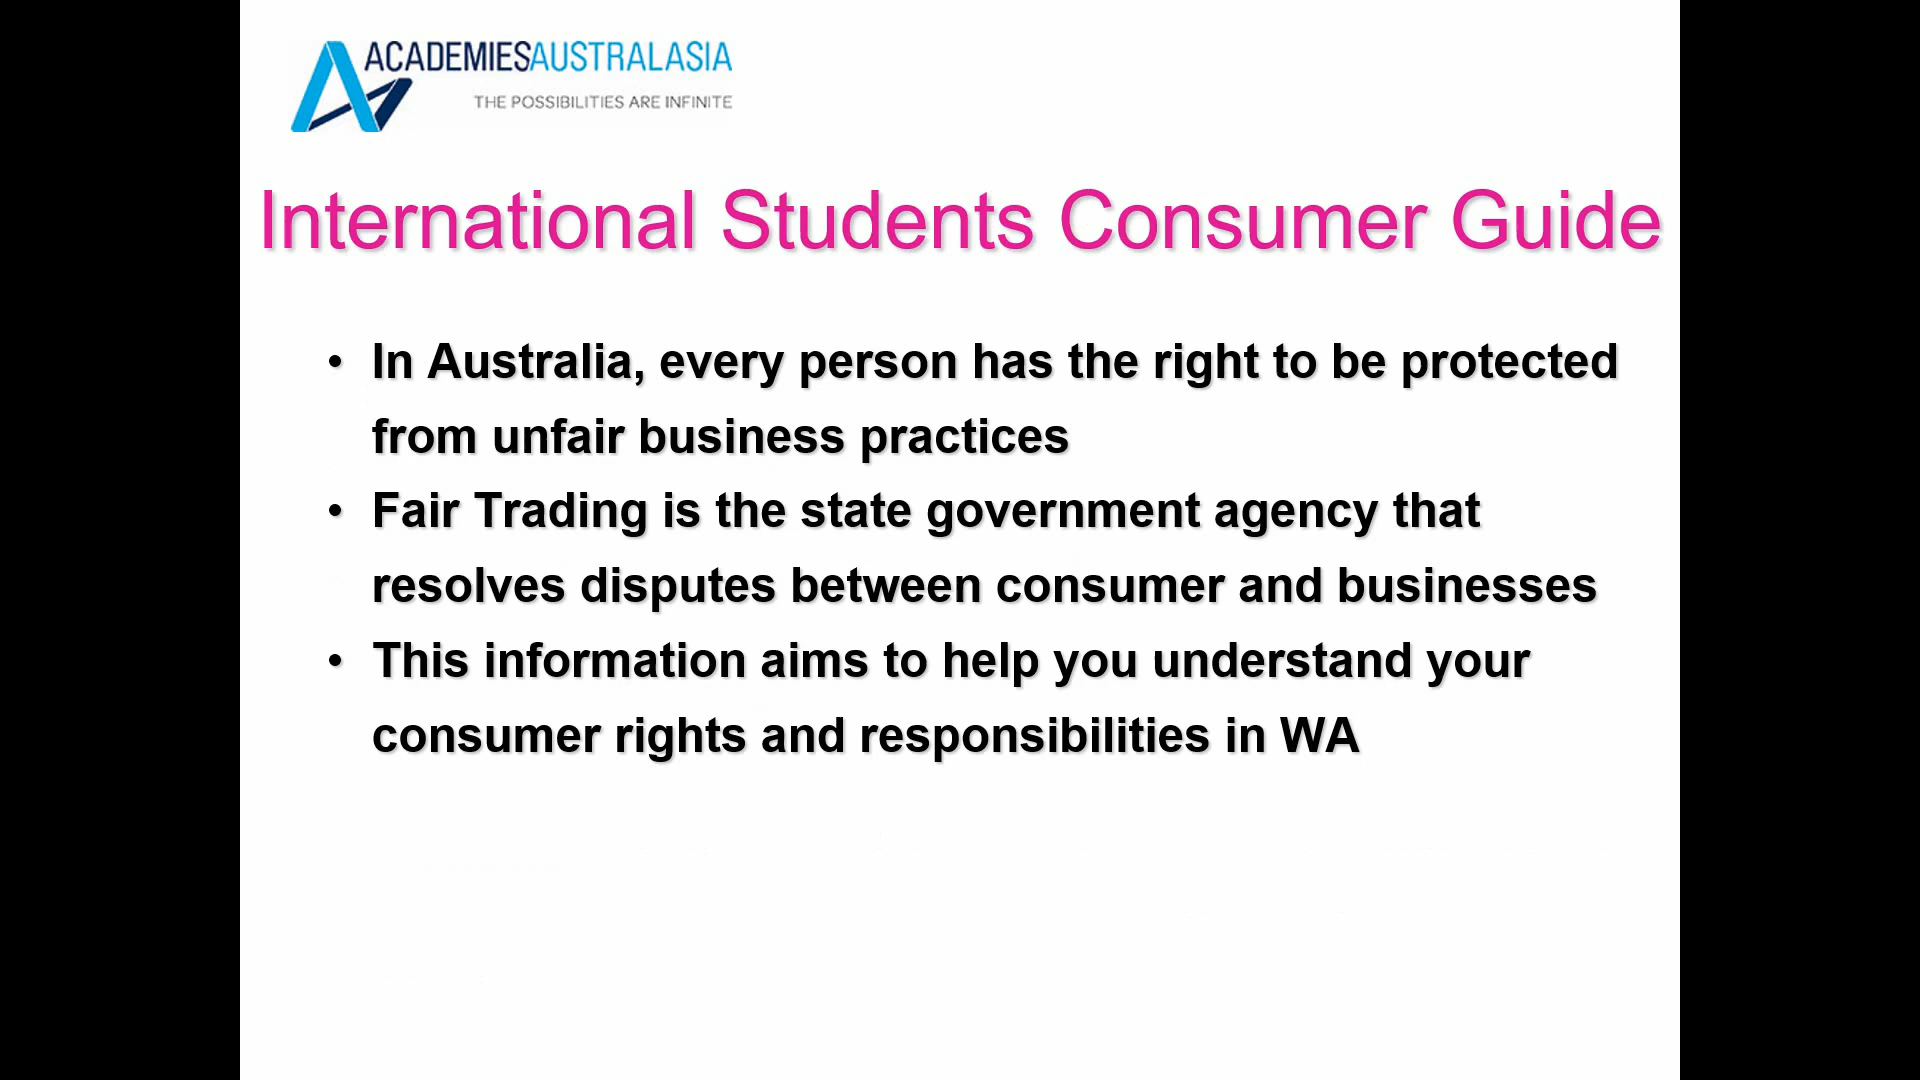 ACADEMIESAUSTRALASIA
THE POSSIBILITIES ARE INFINITE
International Students Consumer Guide
• In Australia, every person has the right to be protected
from unfair business practices
• Fair Trading is the state government agency that
resolves disputes between consumer and businesses
• This information aims to help you understand your
consumer rights and responsibilities in WA